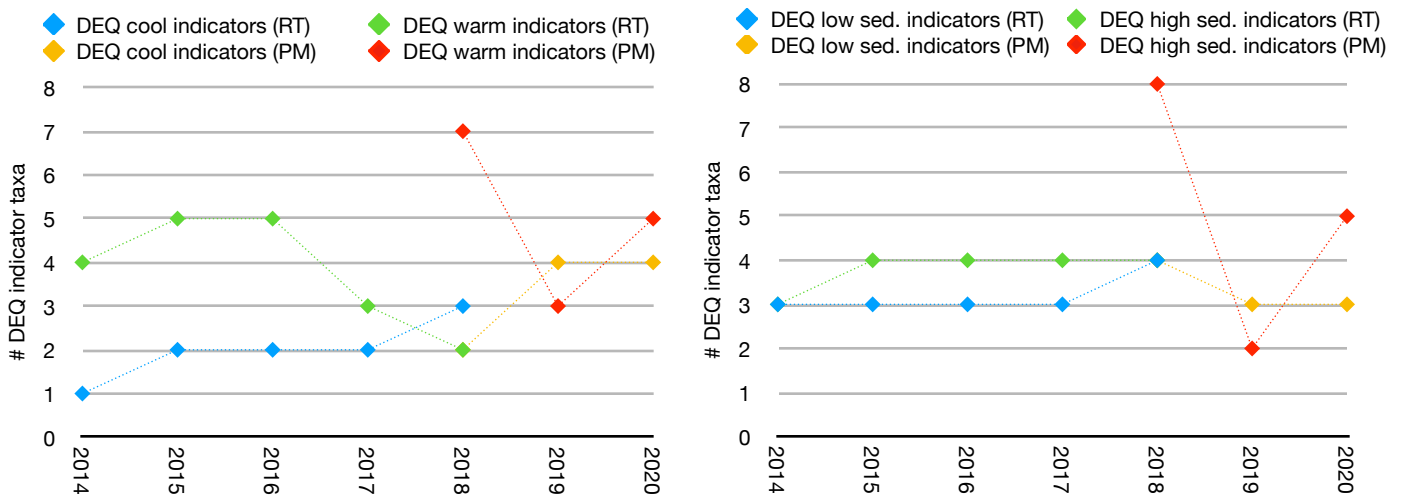 DEQ cool indicators (RT) DEQ warm indicators (RT)
DEQ cool indicators (PM) DEQ warm indicators (PM)
# DEQ indicator taxa
8
7
6
5
4
3
2
1
0
2014 2015 2016 2017 2018 2019 2020
DEQ low sed. indicators (RT) DEQ high sed. indicators (RT)
DEQ low sed. indicators (PM) DEQ high sed. indicators (PM)
# DEQ indicator taxa
8
7
6
5
4
3
2
1
0
2014 2015 2016 2017 2018 2019 2020